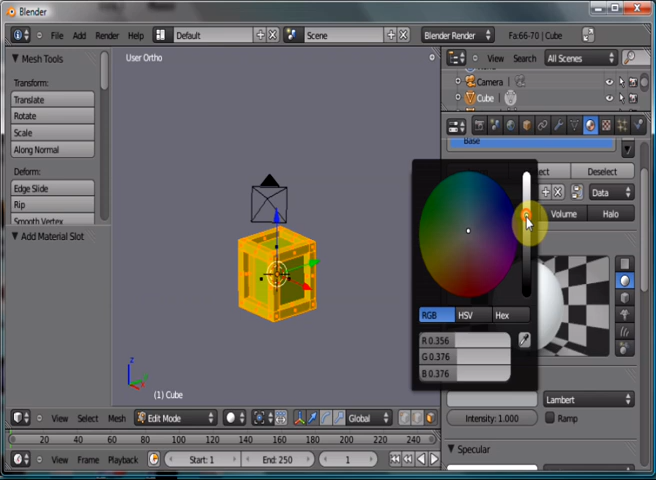 Blender
File Add Render Help Default Scene Blender Render Fa:66-70 | Cube
Mesh Tools
Transform:
Translate
Rotate
Scale
Along Normal
Deform:
Edge Slide
Rip
Smooth Vertex
Add Material Slot
User Ortho
(1) Cube
View Search All Scenes
Camera
Cube
Base
Deselect
Data
Volume Halo
RGB HSV Hex
R 0.356
G 0.376
B 0.376
Lambert
Intensity: 1.000 Ramp
Specular
View Select Mesh Edit Mode Global
20 40 60 80 100 120 140 160 180 200 220 240
View Frame Playback Start: 1 End: 250 1